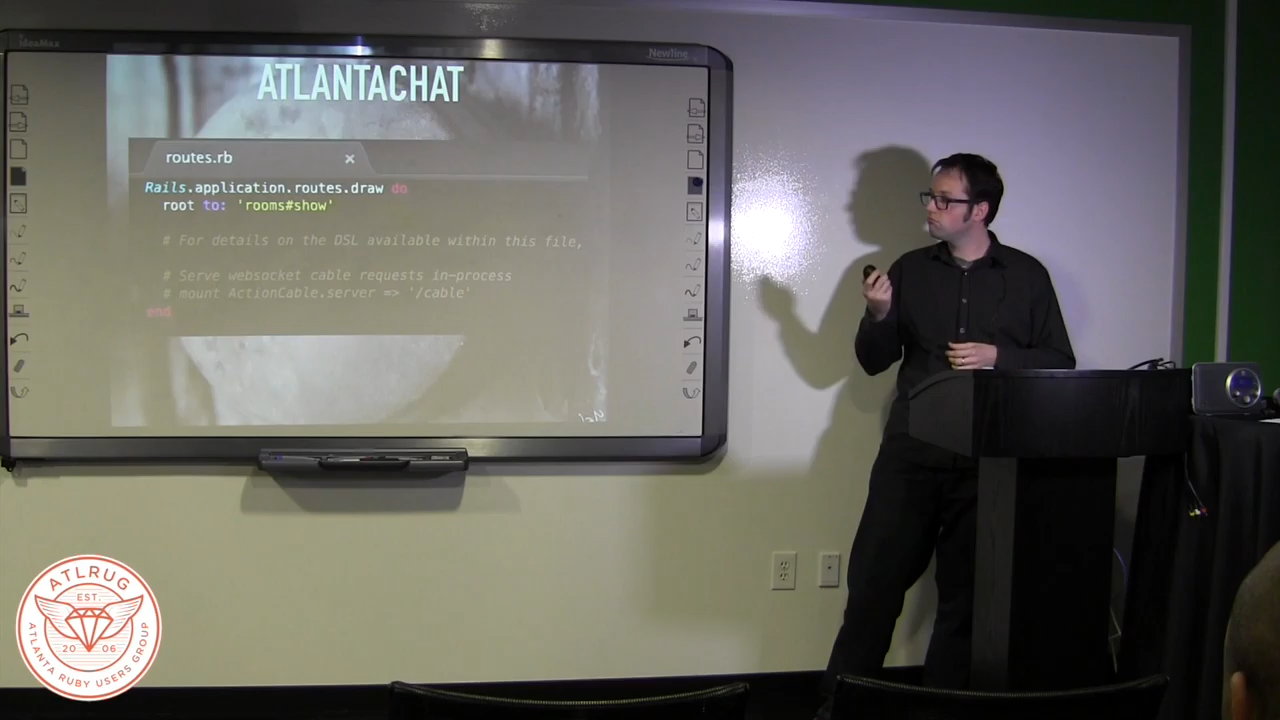 ideaMax
Newline
ATLANTACHAT
routes.rb ×
Rails.application.routes.draw do
root to: 'rooms#show'
# For details on the DSL available within this file,
# Serve websocket cable requests in-process
# mount ActionCable.server => '/cable'
end
ATLRUG
EST.
20 06
ATLANTA RUBY USERS GROUP